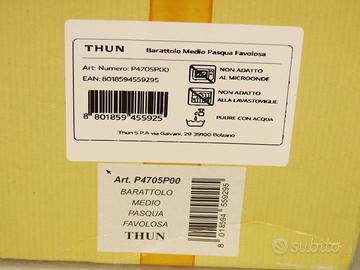 THUN Barattolo Medio Pasqua Favolosa
Art: Numero: P4705P00
EAN: 8018594559295
NON ADATTO
AL MICROONDE
NON ADATTO
ALLA LAVASTOVIGLIE
PULIRE CON ACQUA
8 801859 455925
Thun S.P.A via Galvani, 29 39100 Bolzano
Art. P4705P00
BARATTOLO
MEDIO
PASQUA
FAVOLOSA
THUN
8 018594 559295
subito